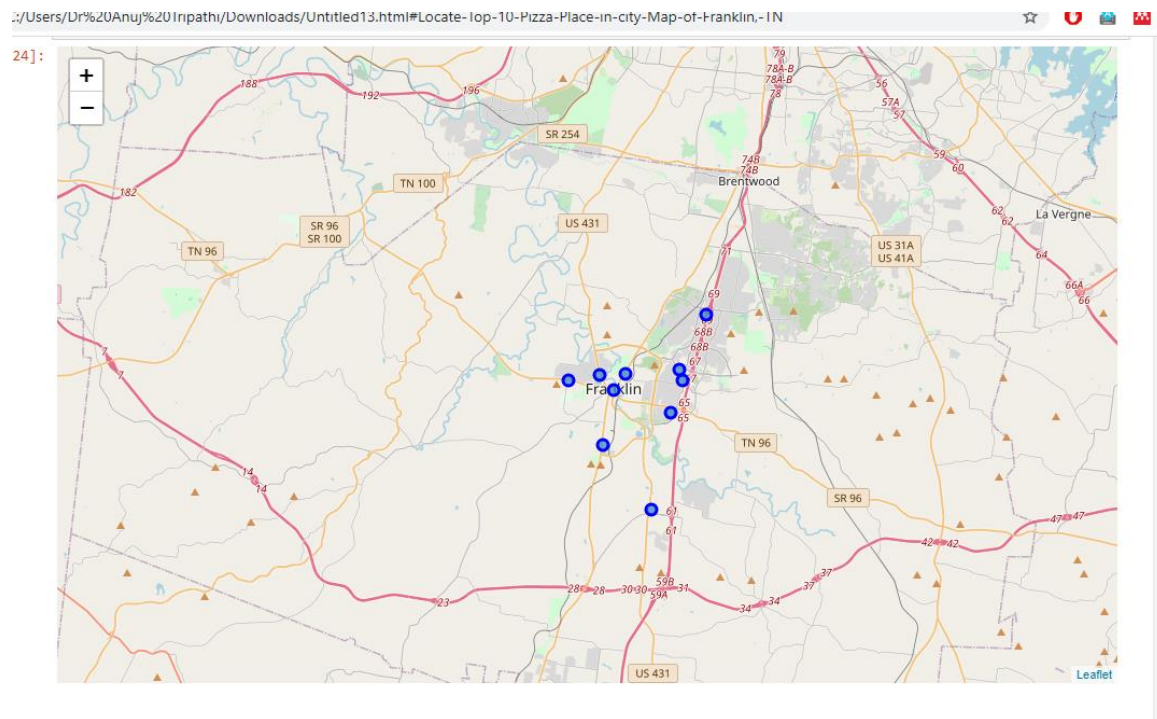 C:/Users/Dr%20Anuj%20Tripathi/Downloads/Untitled13.html#Locate-Top-10-Pizza-Place-in-city-Map-of-Franklin,-TN
24]:
+
−
79
78A-B
78A-B
78
188
192
196
56
57A
57
57
SR 254
74B
74B
Brentwood
59
60
TN 100
182
62
62
La Vergne
SR 96
SR 100
US 431
TN 96
71
US 31A
US 41A
64
66A
66
69
68B
68B
67
7
7
7
Franklin
65
65
TN 96
14
14
SR 96
61
61
47
47
42
42
37
37
28
28
30
30
59B
59A
31
34
34
23
US 431
Leaflet